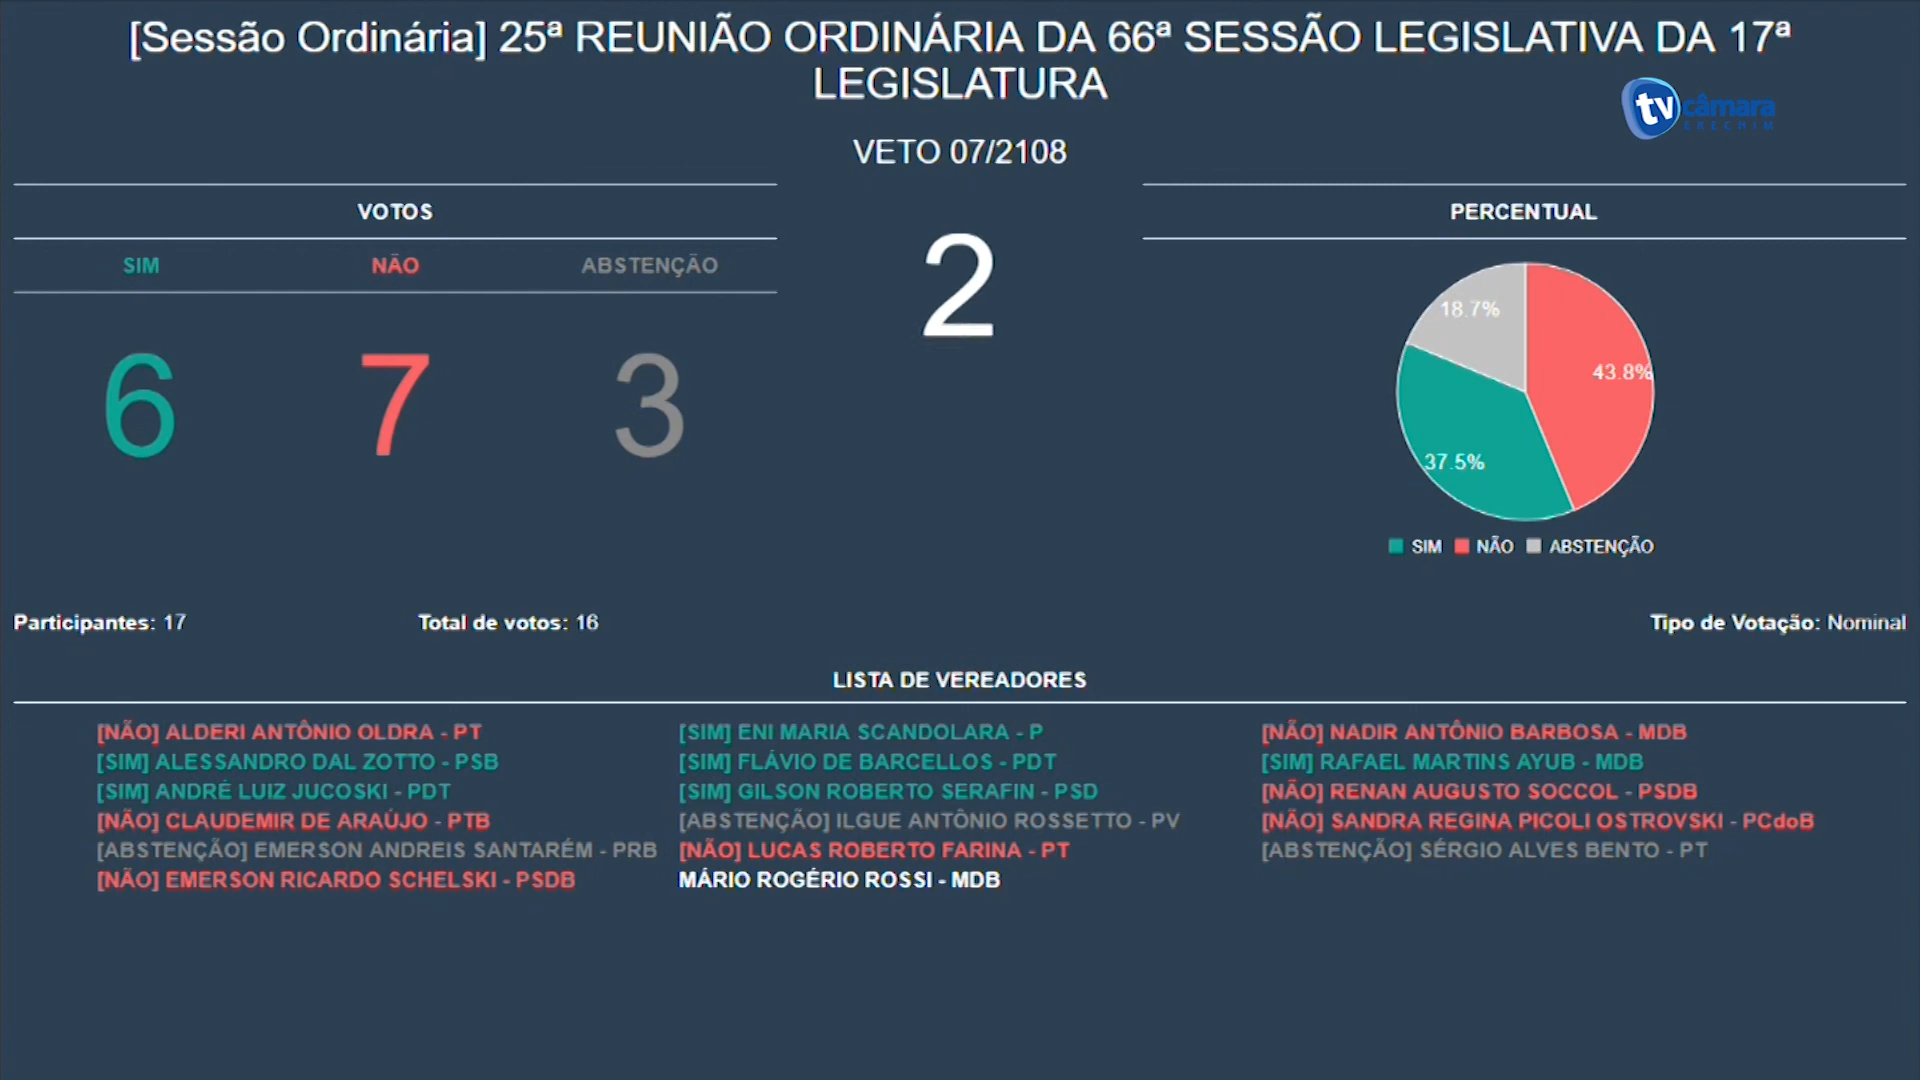 [Sessão Ordinária] 25ª REUNIÃO ORDINÁRIA DA 66ª SESSÃO LEGISLATIVA DA 17ª
LEGISLATURA
tv câmara
ERECHIM
VETO 07/2108
VOTOS
SIM NÃO ABSTENÇÃO
6 7 3
2
PERCENTUAL
18.7%
43.8%
37.5%
SIM NÃO ABSTENÇÃO
Participantes: 17 Total de votos: 16 Tipo de Votação: Nominal
LISTA DE VEREADORES
[NÃO] ALDERI ANTÔNIO OLDRA - PT
[SIM] ALESSANDRO DAL ZOTTO - PSB
[SIM] ANDRÉ LUIZ JUCOSKI - PDT
[NÃO] CLAUDEMIR DE ARAÚJO - PTB
[ABSTENÇÃO] EMERSON ANDREIS SANTARÉM - PRB
[NÃO] EMERSON RICARDO SCHELSKI - PSDB
[SIM] ENI MARIA SCANDOLARA - P
[SIM] FLÁVIO DE BARCELLOS - PDT
[SIM] GILSON ROBERTO SERAFIN - PSD
[ABSTENÇÃO] ILGUE ANTÔNIO ROSSETTO - PV
[NÃO] LUCAS ROBERTO FARINA - PT
MÁRIO ROGÉRIO ROSSI - MDB
[NÃO] NADIR ANTÔNIO BARBOSA - MDB
[SIM] RAFAEL MARTINS AYUB - MDB
[NÃO] RENAN AUGUSTO SOCCOL - PSDB
[NÃO] SANDRA REGINA PICOLI OSTROVSKI - PCdoB
[ABSTENÇÃO] SÉRGIO ALVES BENTO - PT